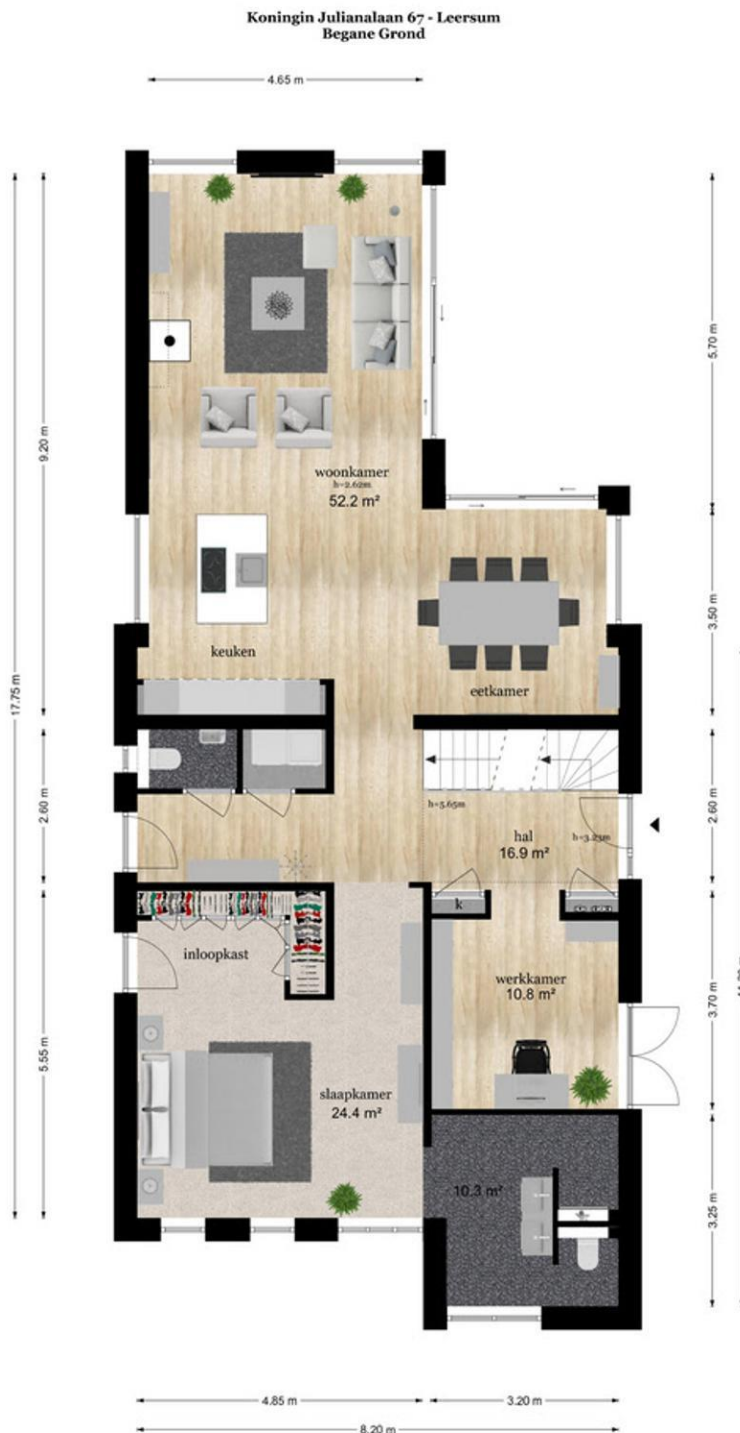 Koningin Julianalaan 67 - Leersum
Begane Grond
4.65 m
5.70 m
9.20 m
17.75 m
woonkamer
h=2.62m
52.2 m²
3.50 m
keuken
eetkamer
2.60 m
2.60 m
h=5.65m
hal
16.9 m²
h=3.23m
k
inloopkast
werkkamer
10.8 m²
3.70 m
5.55 m
slaapkamer
24.4 m²
10.3 m²
3.25 m
4.85 m
3.20 m
8.20 m